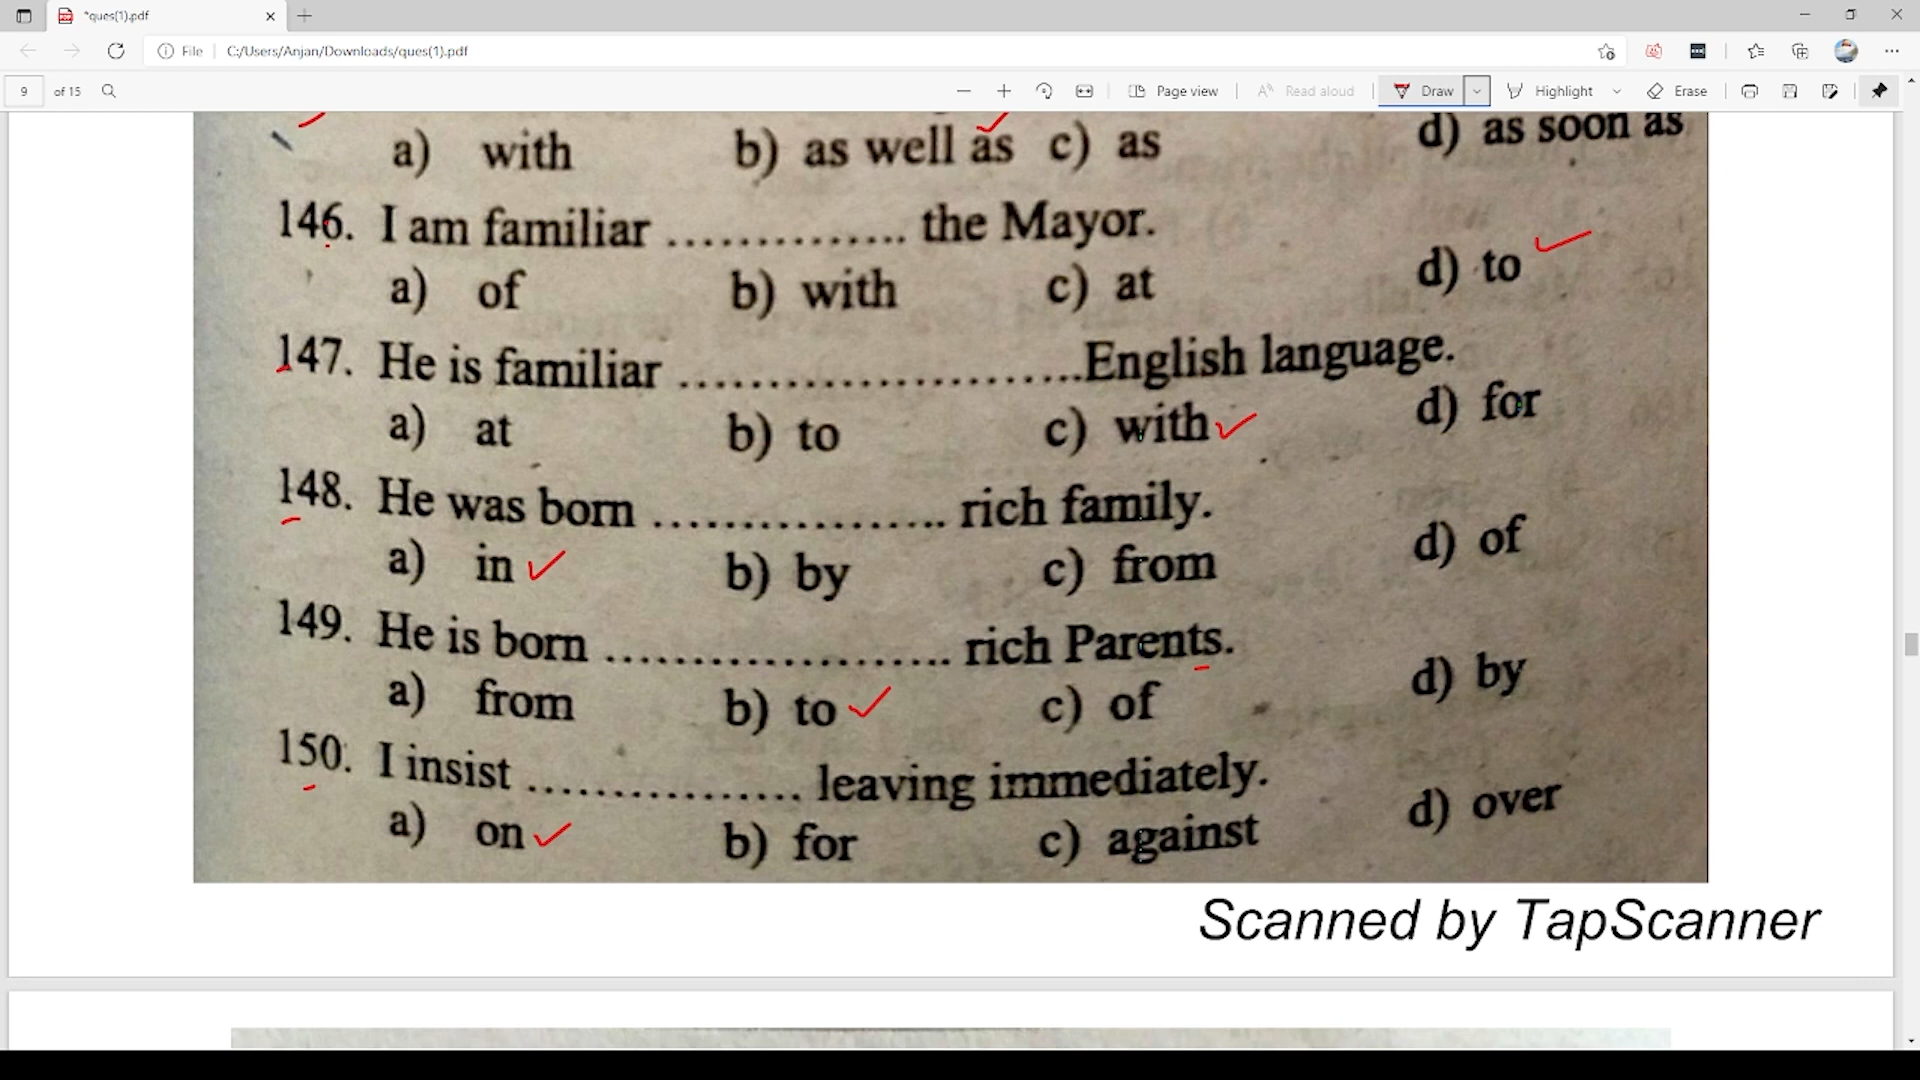 *ques(1).pdf
File C:/Users/Anjan/Downloads/ques(1).pdf
9 of 15 Page view Read aloud Draw Highlight Erase
a) with b) as well as c) as d) as soon as
146. I am familiar .............. the Mayor.
a) of b) with c) at d) to
147. He is familiar ........................English language.
a) at b) to c) with d) for
148. He was born .................. rich family.
a) in b) by c) from d) of
149. He is born ..................... rich Parents.
a) from b) to c) of d) by
150. I insist ................. leaving immediately.
a) on b) for c) against d) over
Scanned by TapScanner